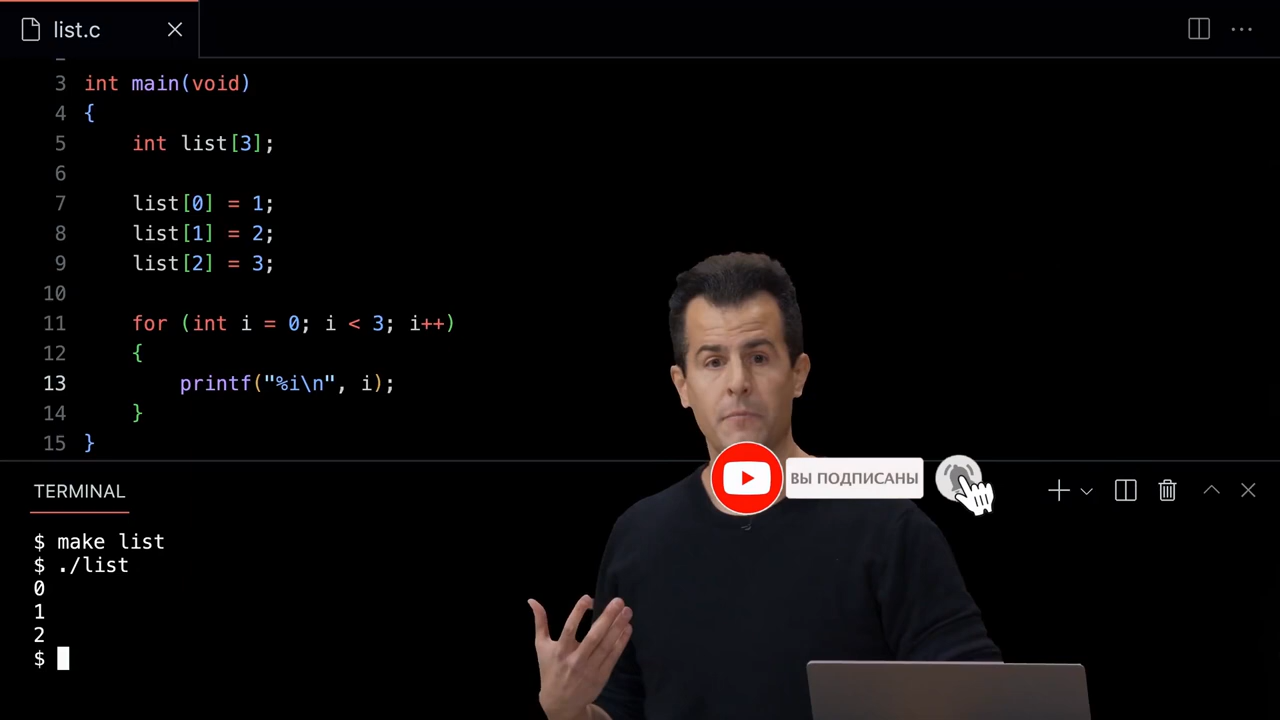 list.c
3 int main(void)
4 {
5 int list[3];
6
7 list[0] = 1;
8 list[1] = 2;
9 list[2] = 3;
10
11 for (int i = 0; i < 3; i++)
12 {
13 printf("%i\n", i);
14 }
15 }
ВЫ ПОДПИСАНЫ
TERMINAL
$ make list
$ ./list
0
1
2
$